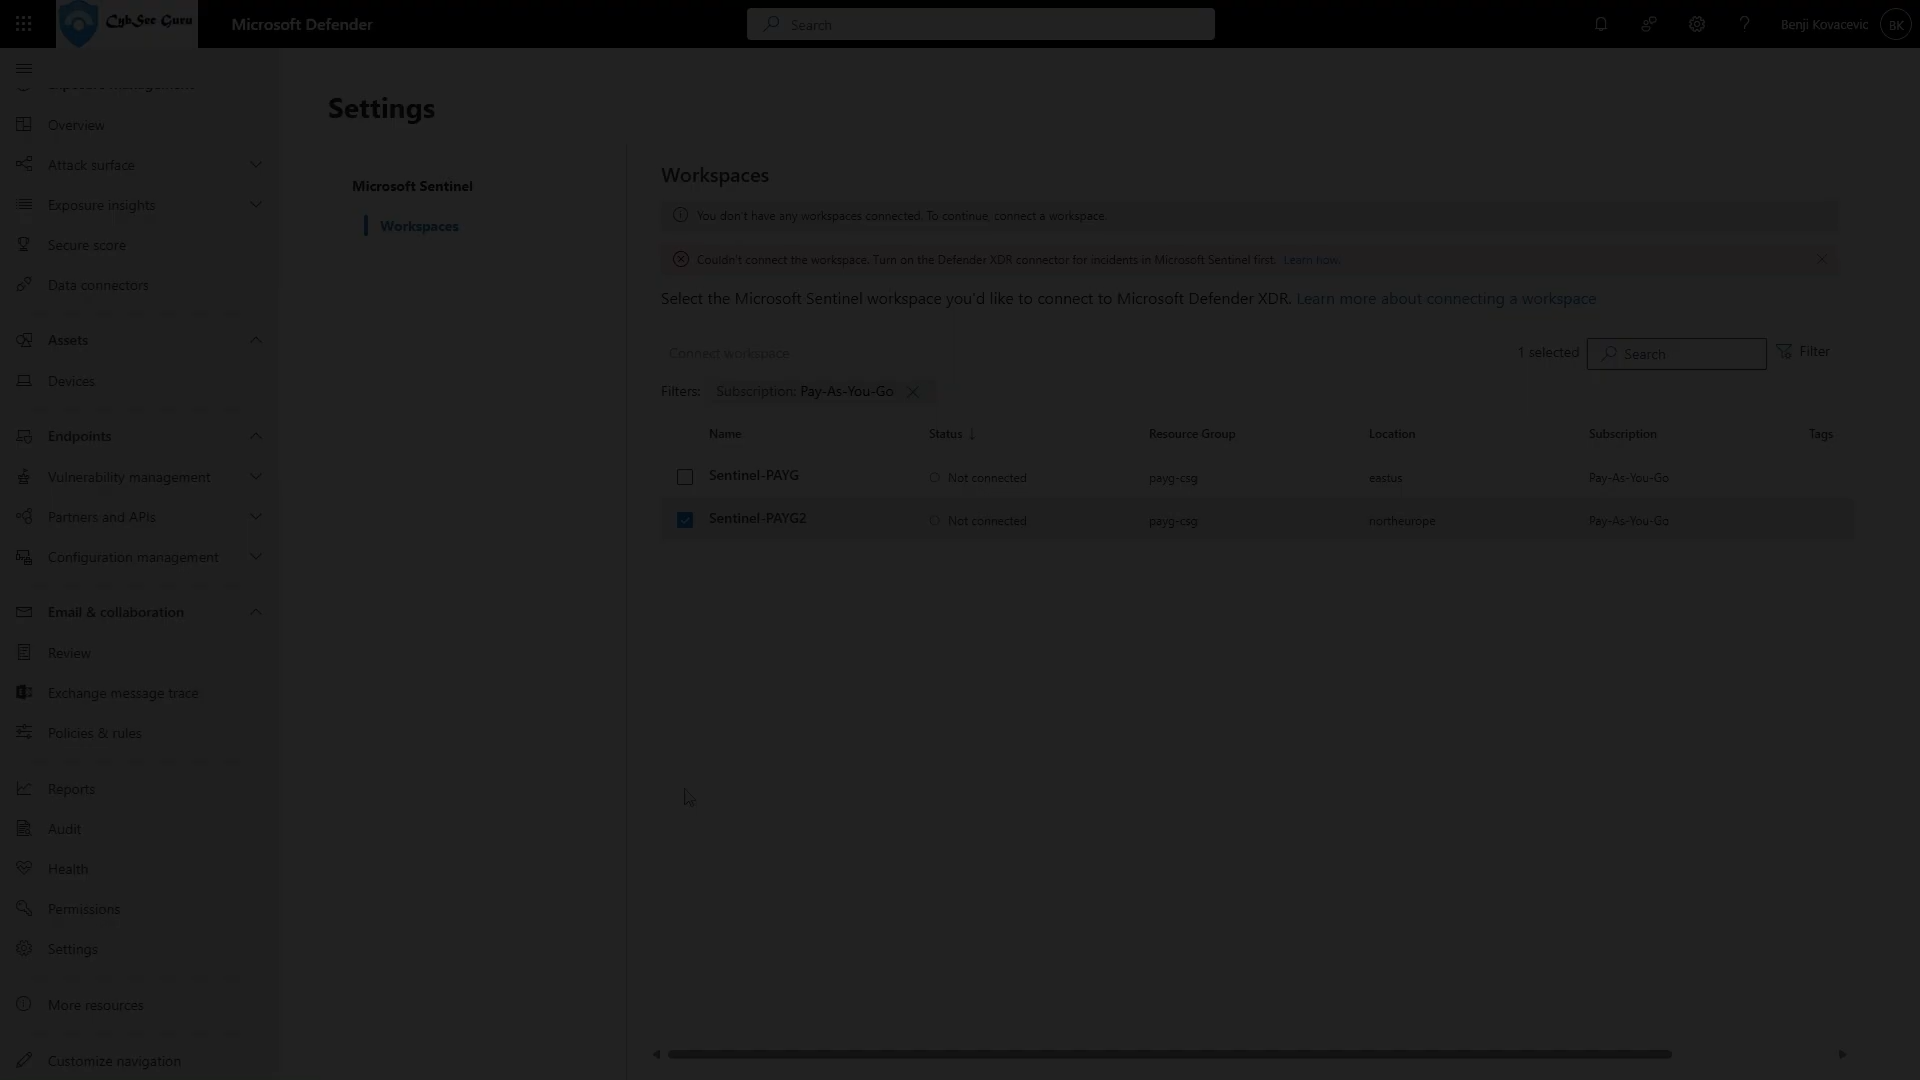 CybSec Guru
Microsoft Defender
Search
Benji Kovacevic
BK
Exposure management
Overview
Attack surface
Exposure insights
Secure score
Data connectors
Assets
Devices
Endpoints
Vulnerability management
Partners and APIs
Configuration management
Email & collaboration
Review
Exchange message trace
Policies & rules
Reports
Audit
Health
Permissions
Settings
More resources
Customize navigation
Settings
Microsoft Sentinel
Workspaces
Workspaces
You don't have any workspaces connected. To continue, connect a workspace.
Couldn't connect the workspace. Turn on the Defender XDR connector for incidents in Microsoft Sentinel first. Learn now.
Select the Microsoft Sentinel workspace you'd like to connect to Microsoft Defender XDR. Learn more about connecting a workspace
Connect workspace
1 selected
Search
Filter
Filters: Subscription: Pay-As-You-Go
Name Status Resource Group Location Subscription Tags
Sentinel-PAYG Not connected payg-csg eastus Pay-As-You-Go
Sentinel-PAYG2 Not connected payg-csg northeurope Pay-As-You-Go